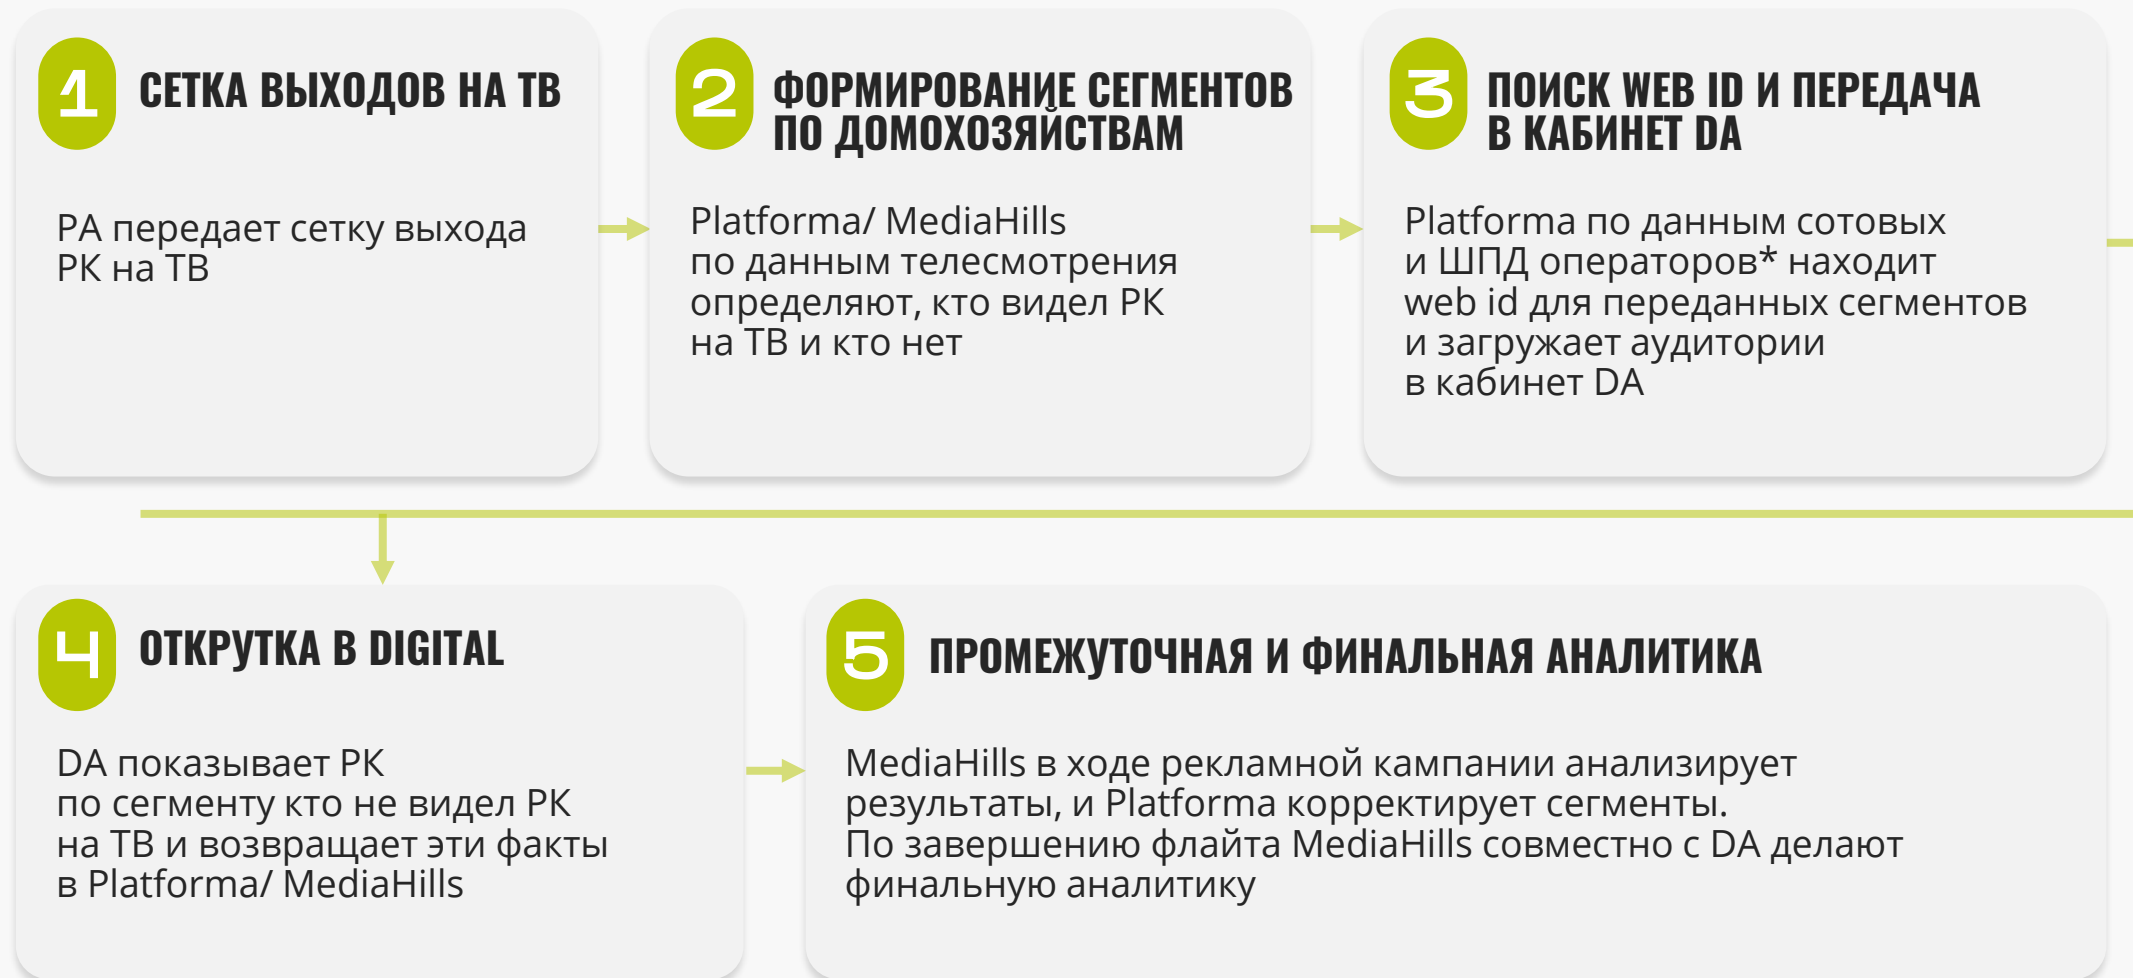 1
СЕТКА ВЫХОДОВ НА ТВ
РА передает сетку выхода
РК на ТВ
2
ФОРМИРОВАНИЕ СЕГМЕНТОВ
ПО ДОМОХОЗЯЙСТВАМ
Platforma/ MediaHills
по данным телесмотрения
определяют, кто видел РК
на ТВ и кто нет
3
ПОИСК WEB ID И ПЕРЕДАЧА
В КАБИНЕТ DA
Platforma по данным сотовых
и ШПД операторов* находит
web id для переданных сегментов
и загружает аудитории
в кабинет DA
4
ОТКРУТКА В DIGITAL
DA показывает РК
по сегменту кто не видел РК
на ТВ и возвращает эти факты
в Platforma/ MediaHills
5
ПРОМЕЖУТОЧНАЯ И ФИНАЛЬНАЯ АНАЛИТИКА
MediaHills в ходе рекламной кампании анализирует
результаты, и Platforma корректирует сегменты.
По завершению флайта MediaHills совместно с DA делают
финальную аналитику